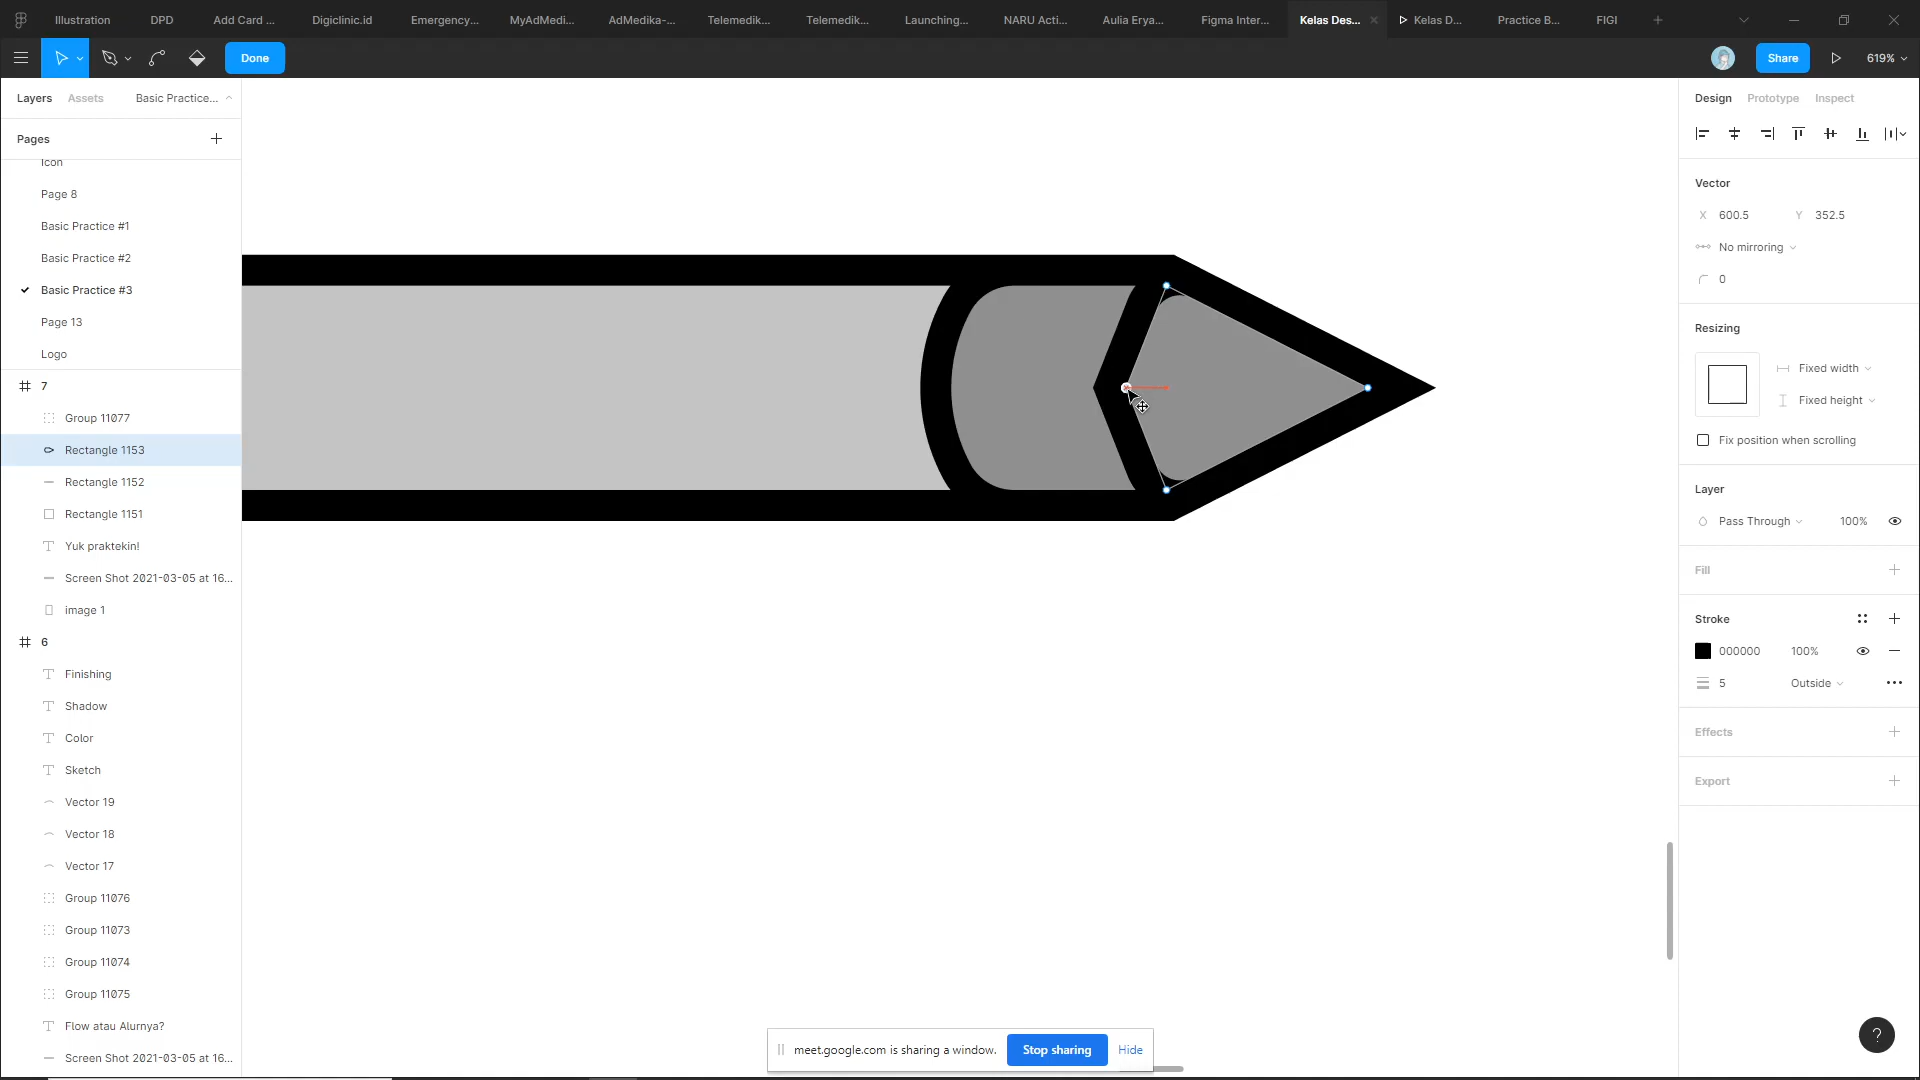 Illustration
DPD
Add Card ...
Digiclinic.id
Emergency...
MyAdMedi...
AdMedika-...
Telemedik...
Telemedik...
Launching...
NARU Acti...
Aulia Erya...
Figma Inter...
Kelas Des...
Kelas D...
Practice B...
FIGI
Done
Share
619%
Layers
Assets
Basic Practice...
Pages
Icon
Page 8
Basic Practice #1
Basic Practice #2
Basic Practice #3
Page 13
Logo
7
Group 11077
Rectangle 1153
Rectangle 1152
Rectangle 1151
Yuk praktekin!
Screen Shot 2021-03-05 at 16...
image 1
6
Finishing
Shadow
Color
Sketch
Vector 19
Vector 18
Vector 17
Group 11076
Group 11073
Group 11074
Group 11075
Flow atau Alurnya?
Screen Shot 2021-03-05 at 16...
Design
Prototype
Inspect
Vector
X 600.5
Y 352.5
No mirroring
0
Resizing
Fixed width
Fixed height
Fix position when scrolling
Layer
Pass Through
100%
Fill
Stroke
000000
100%
5
Outside
Effects
Export
?
meet.google.com is sharing a window.
Stop sharing
Hide